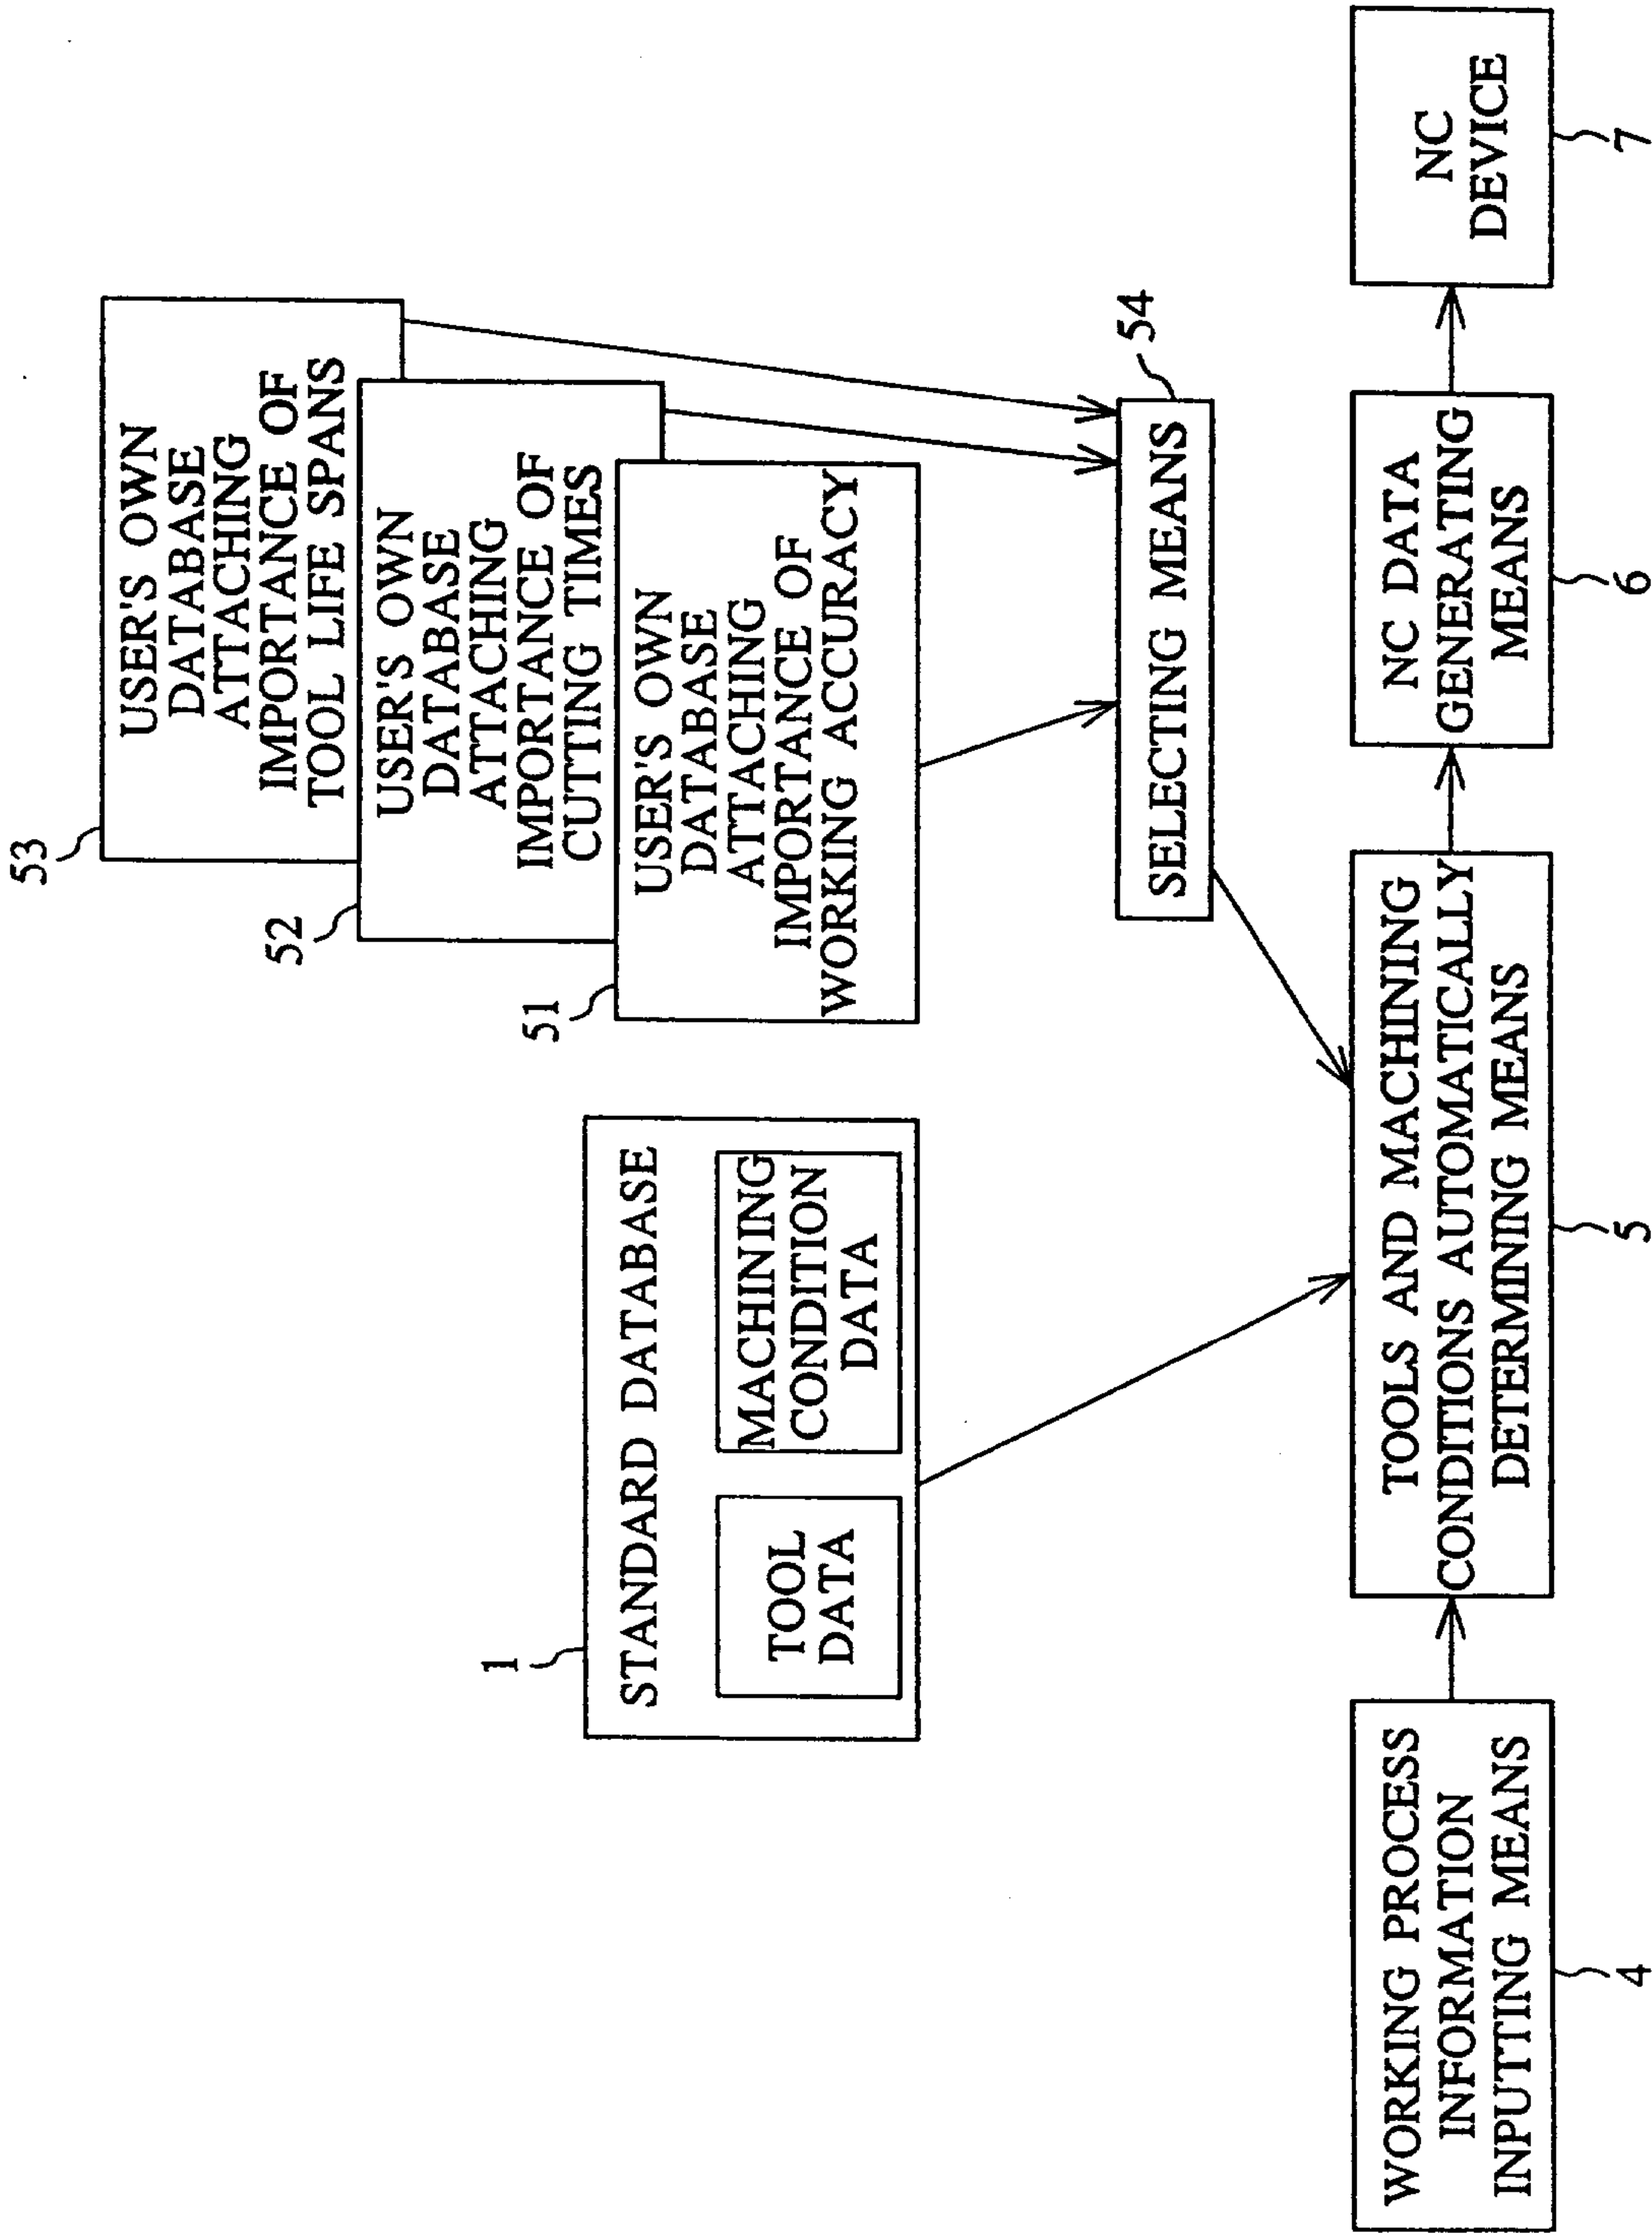 53
USER'S OWN
DATABASE
ATTACHING
IMPORTANCE OF
TOOL LIFE SPANS
52
USER'S OWN
DATABASE
ATTACHING
IMPORTANCE OF
CUTTING TIMES
51
USER'S OWN
DATABASE
ATTACHING
IMPORTANCE OF
WORKING ACCURACY
1
STANDARD DATABASE
TOOL
DATA
MACHINING
CONDITION
DATA
54
SELECTING MEANS
WORKING PROCESS
INFORMATION
INPUTTING MEANS
4
TOOLS AND MACHINING
CONDITIONS AUTOMATICALLY
DETERMINING MEANS
5
NC DATA
GENERATING
MEANS
6
NC
DEVICE
7